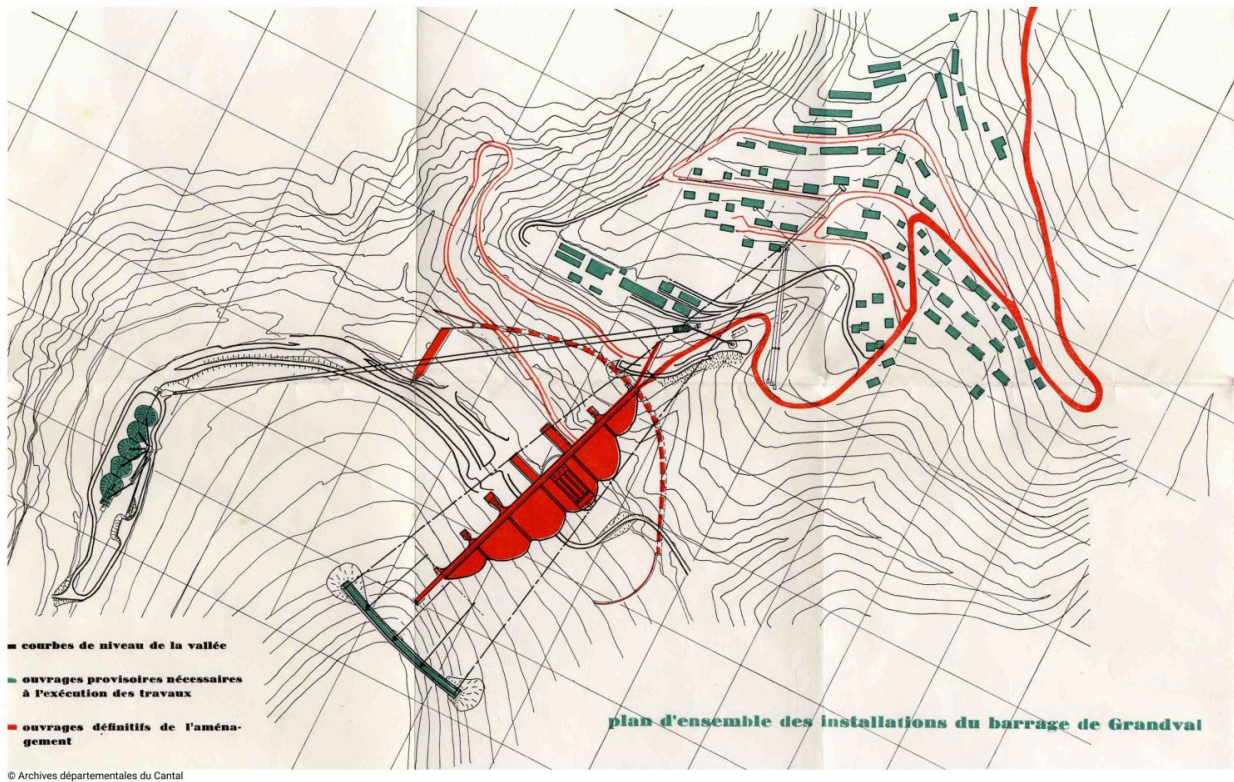 courbes de niveau de la vallée
ouvrages provisoires nécessaires
à l'exécution des travaux
ouvrages définitifs de l'aména-
gement
plan d'ensemble des installations du barrage de Grandval
© Archives départementales du Cantal